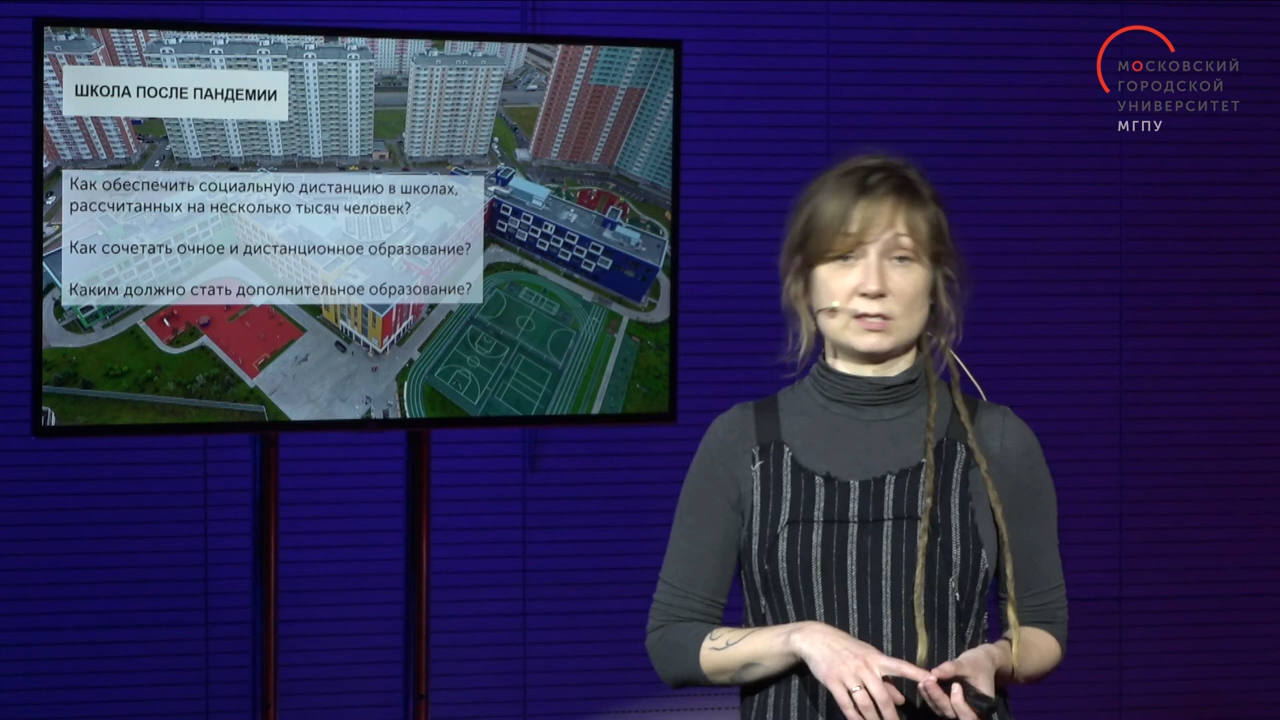 ШКОЛА ПОСЛЕ ПАНДЕМИИ
Как обеспечить социальную дистанцию в школах,
рассчитанных на несколько тысяч человек?
Как сочетать очное и дистанционное образование?
Каким должно стать дополнительное образование?
МОСКОВСКИЙ
ГОРОДСКОЙ
УНИВЕРСИТЕТ
МГПУ